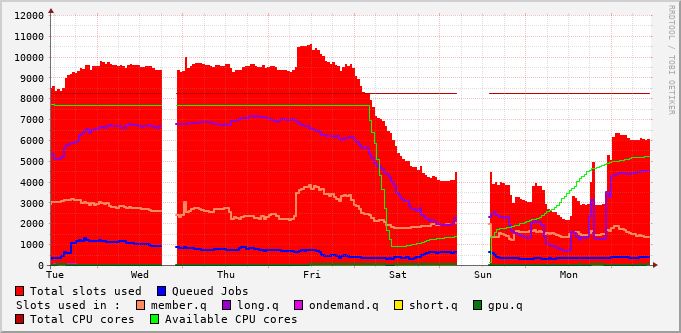 RRDTOOL / TOBI OETIKER
12000
11000
10000
9000
8000
7000
6000
5000
4000
3000
2000
1000
0
Tue Wed Thu Fri Sat Sun Mon
Total slots used Queued Jobs
Slots used in : member.q long.q ondemand.q short.q gpu.q
Total CPU cores Available CPU cores